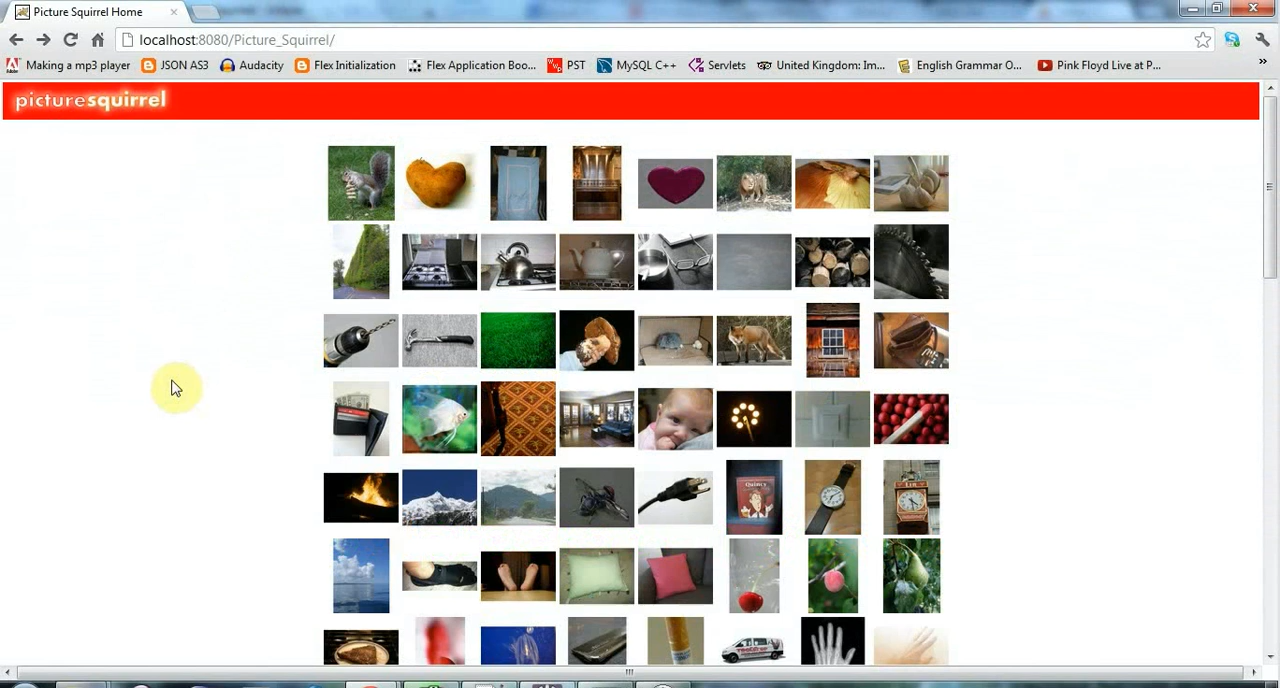 Picture Squirrel Home
localhost:8080/Picture_Squirrel/
Making a mp3 player
JSON AS3
Audacity
Flex Initialization
Flex Application Boo...
PST
MySQL C++
Servlets
United Kingdom: Im...
English Grammar O...
Pink Floyd Live at P...
»
picturesquirrel
Quincy